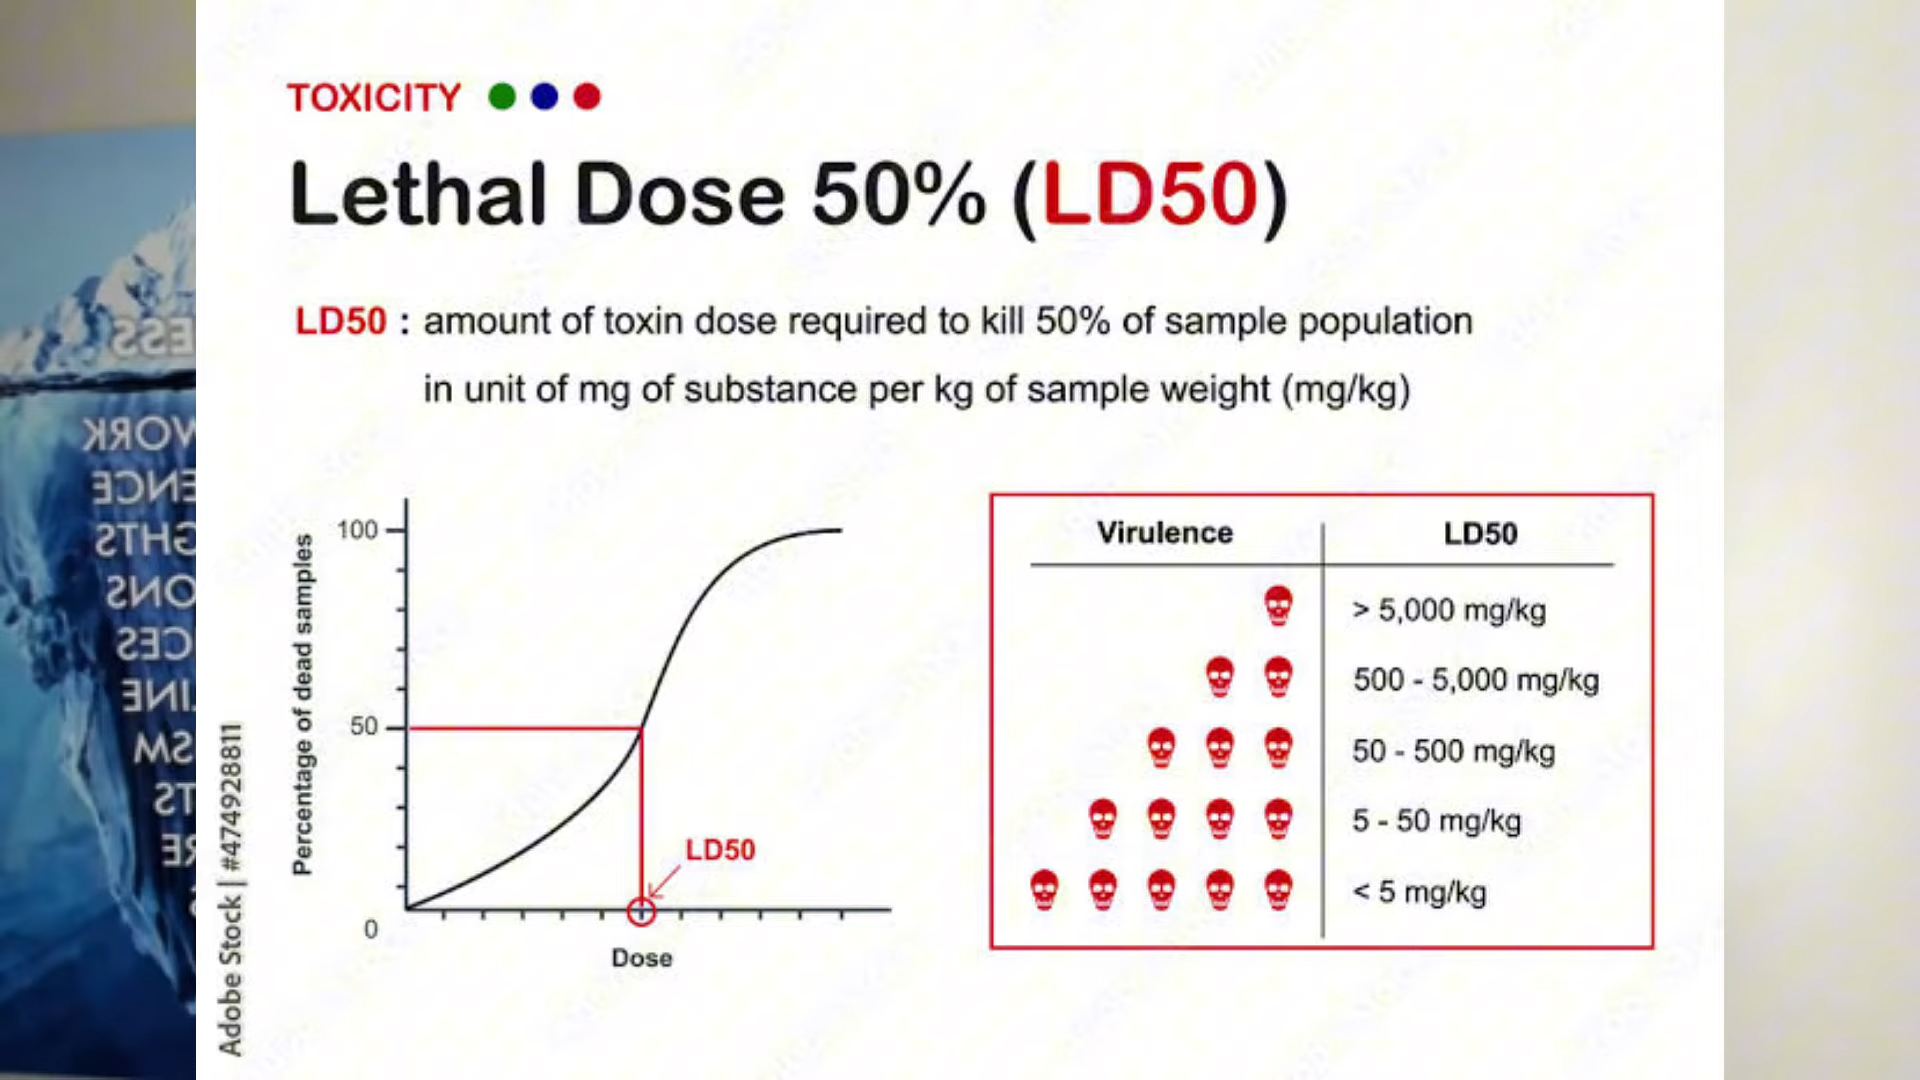 TOXICITY
Lethal Dose 50% (LD50)
LD50 : amount of toxin dose required to kill 50% of sample population
in unit of mg of substance per kg of sample weight (mg/kg)
Percentage of dead samples
100
50
0
LD50
Dose
Virulence LD50
> 5,000 mg/kg
500 - 5,000 mg/kg
50 - 500 mg/kg
5 - 50 mg/kg
< 5 mg/kg
Adobe Stock | #474928811